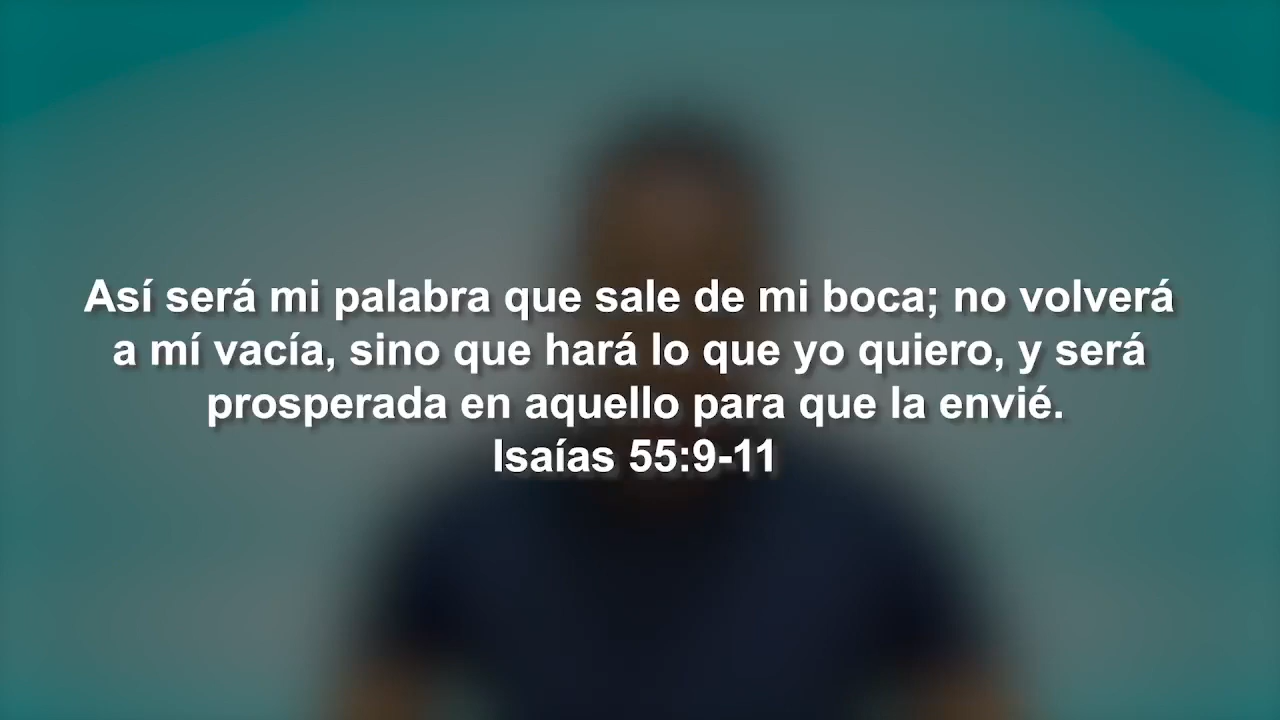 Así será mi palabra que sale de mi boca; no volverá
a mí vacía, sino que hará lo que yo quiero, y será
prosperada en aquello para que la envié.
Isaías 55:9-11